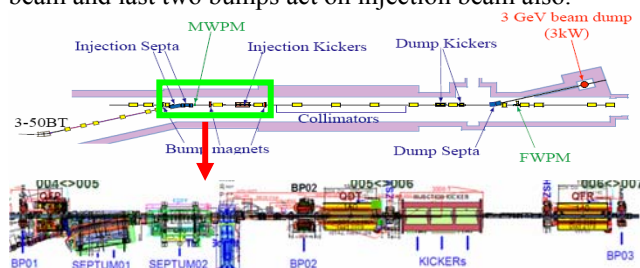 beam and last two bumps act on injection beam also.
3 GeV beam dump
(3kW)
MWPM
Injection Septa
Injection Kickers
Dump Kickers
3-50BT
Collimators
Bump magnets
Dump Septa
FWPM
004<>005
BP02
005<>006
006<>007
QFR
QDT
INJECTION KICKER
QFR
BP01
SEPTUM01
SEPTUM02
BP02
KICKERs
BP03